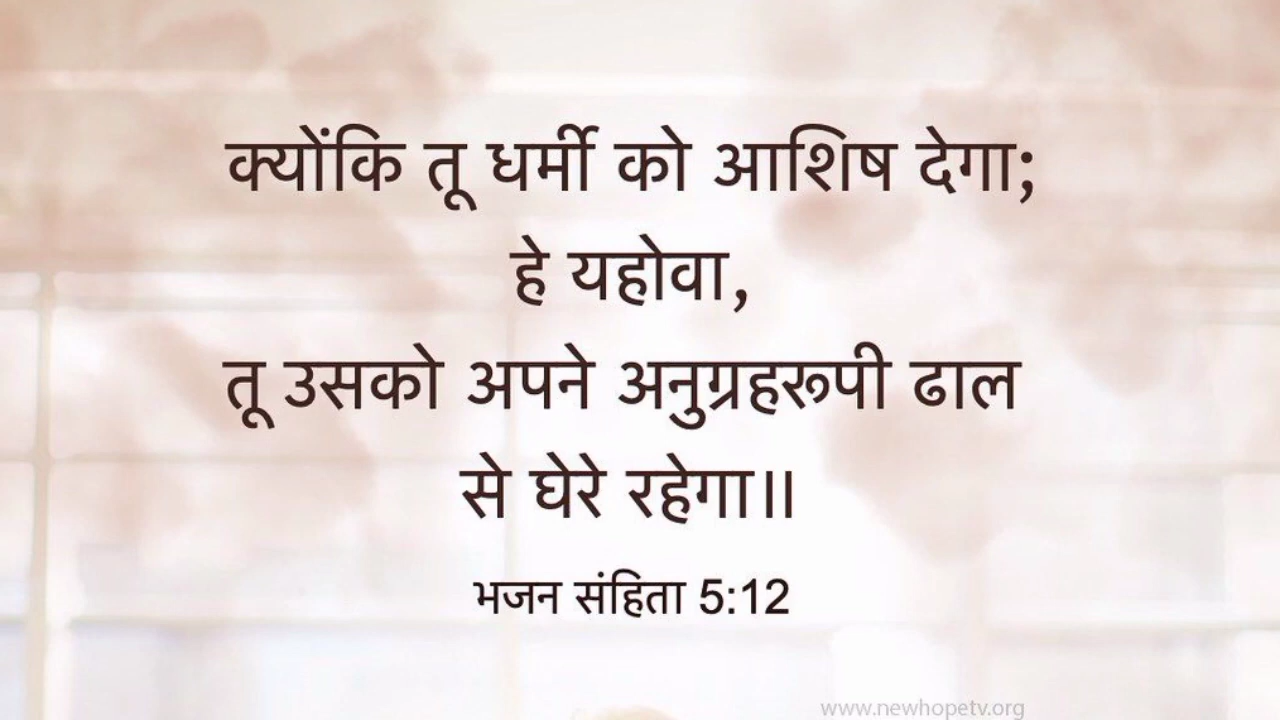 क्योंकि तू धर्मी को आशिष देगा;
हे यहोवा,
तू उसको अपने अनुग्रहरूपी ढाल
से घेरे रहेगा॥
भजन संहिता 5:12
www.newhopetv.org